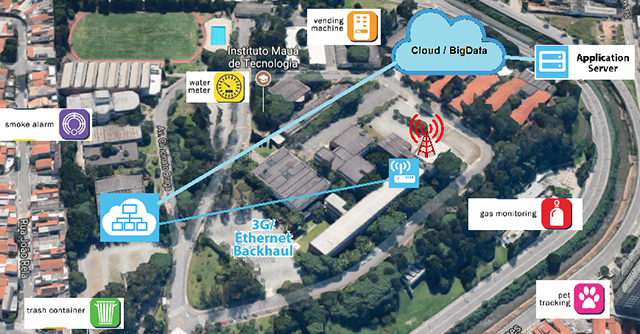 vending
machine
Cloud / BigData
Application
Server
Instituto Mauá
de Tecnologia
water
meter
smoke alarm
gas monitoring
3G/
Ethernet
Backhaul
Rua João Rela
pet
tracking
trash container